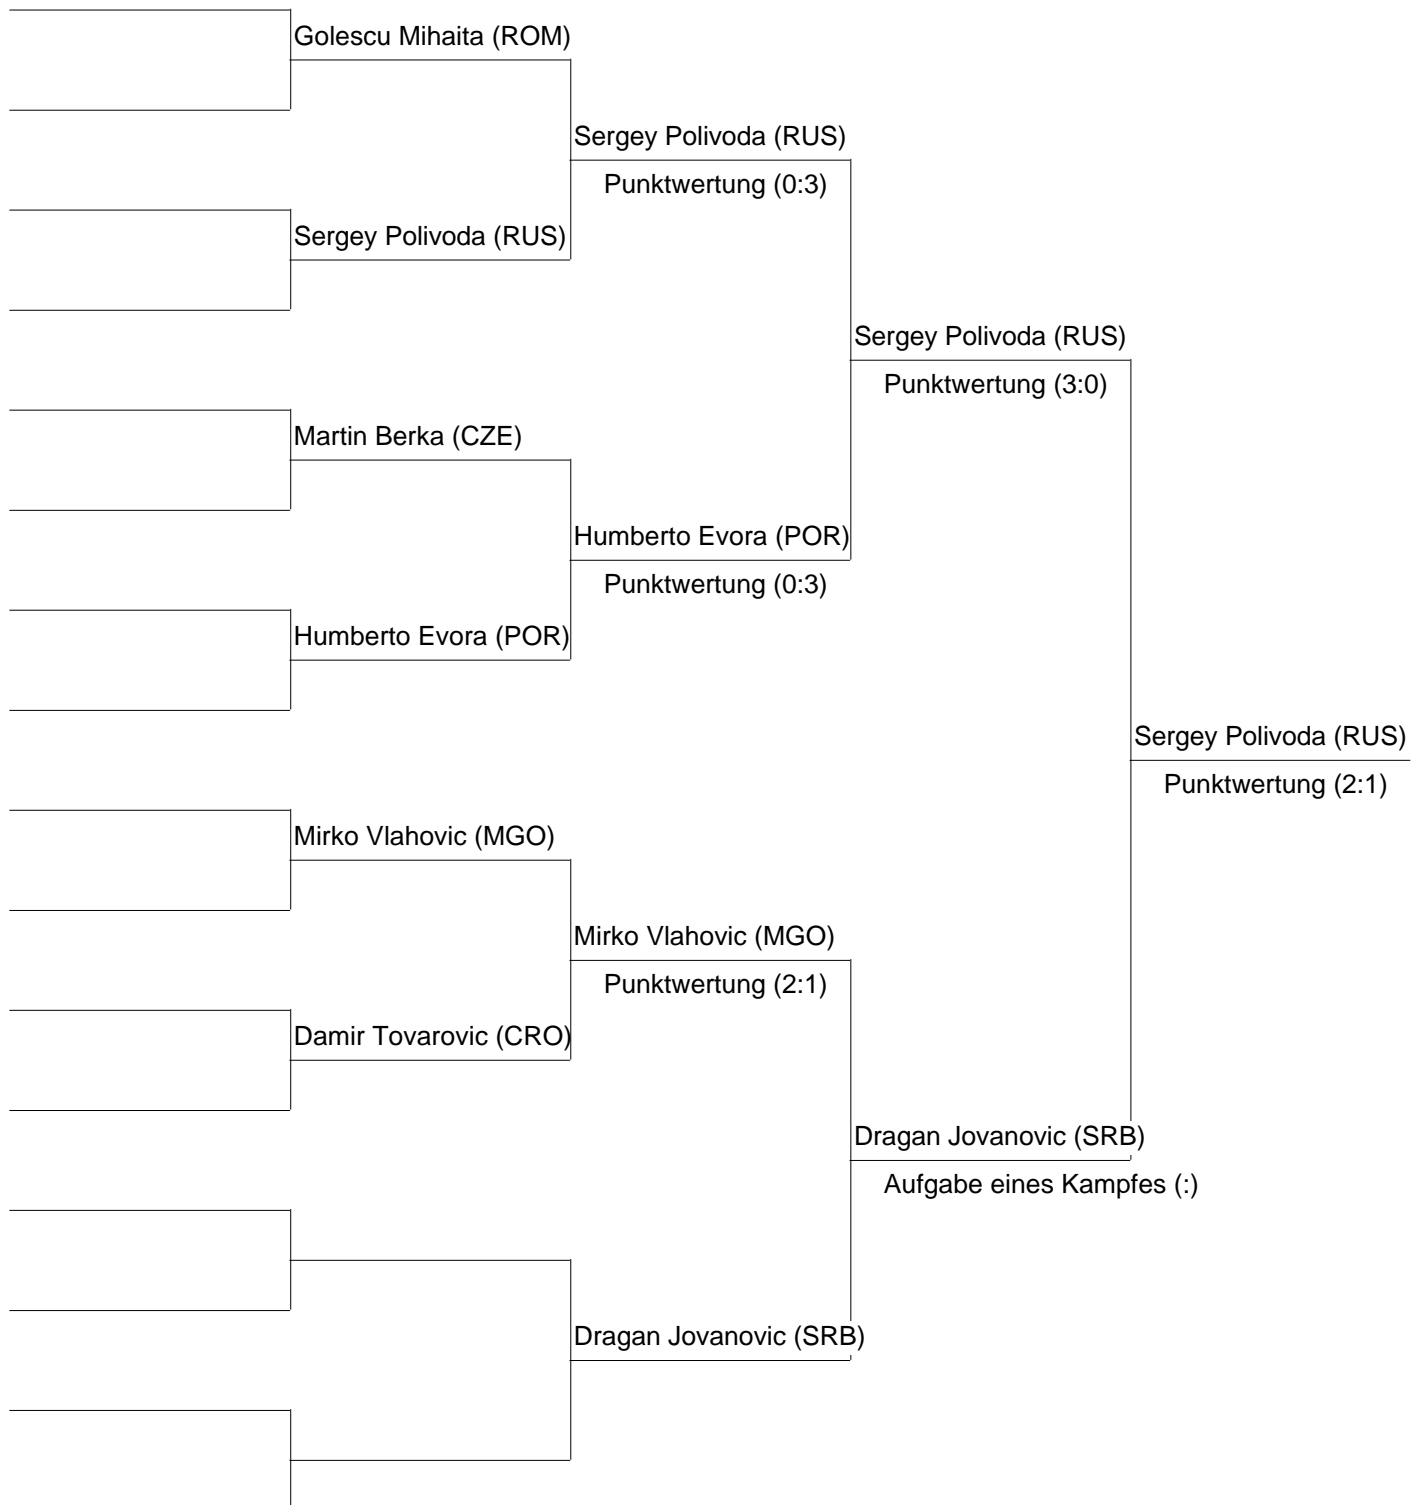 Golescu Mihaita (ROM)
Sergey Polivoda (RUS)
Punktwertung (0:3)
Sergey Polivoda (RUS)
Sergey Polivoda (RUS)
Punktwertung (3:0)
Martin Berka (CZE)
Humberto Evora (POR)
Punktwertung (0:3)
Humberto Evora (POR)
Sergey Polivoda (RUS)
Punktwertung (2:1)
Mirko Vlahovic (MGO)
Mirko Vlahovic (MGO)
Punktwertung (2:1)
Damir Tovarovic (CRO)
Dragan Jovanovic (SRB)
Aufgabe eines Kampfes (:)
Dragan Jovanovic (SRB)